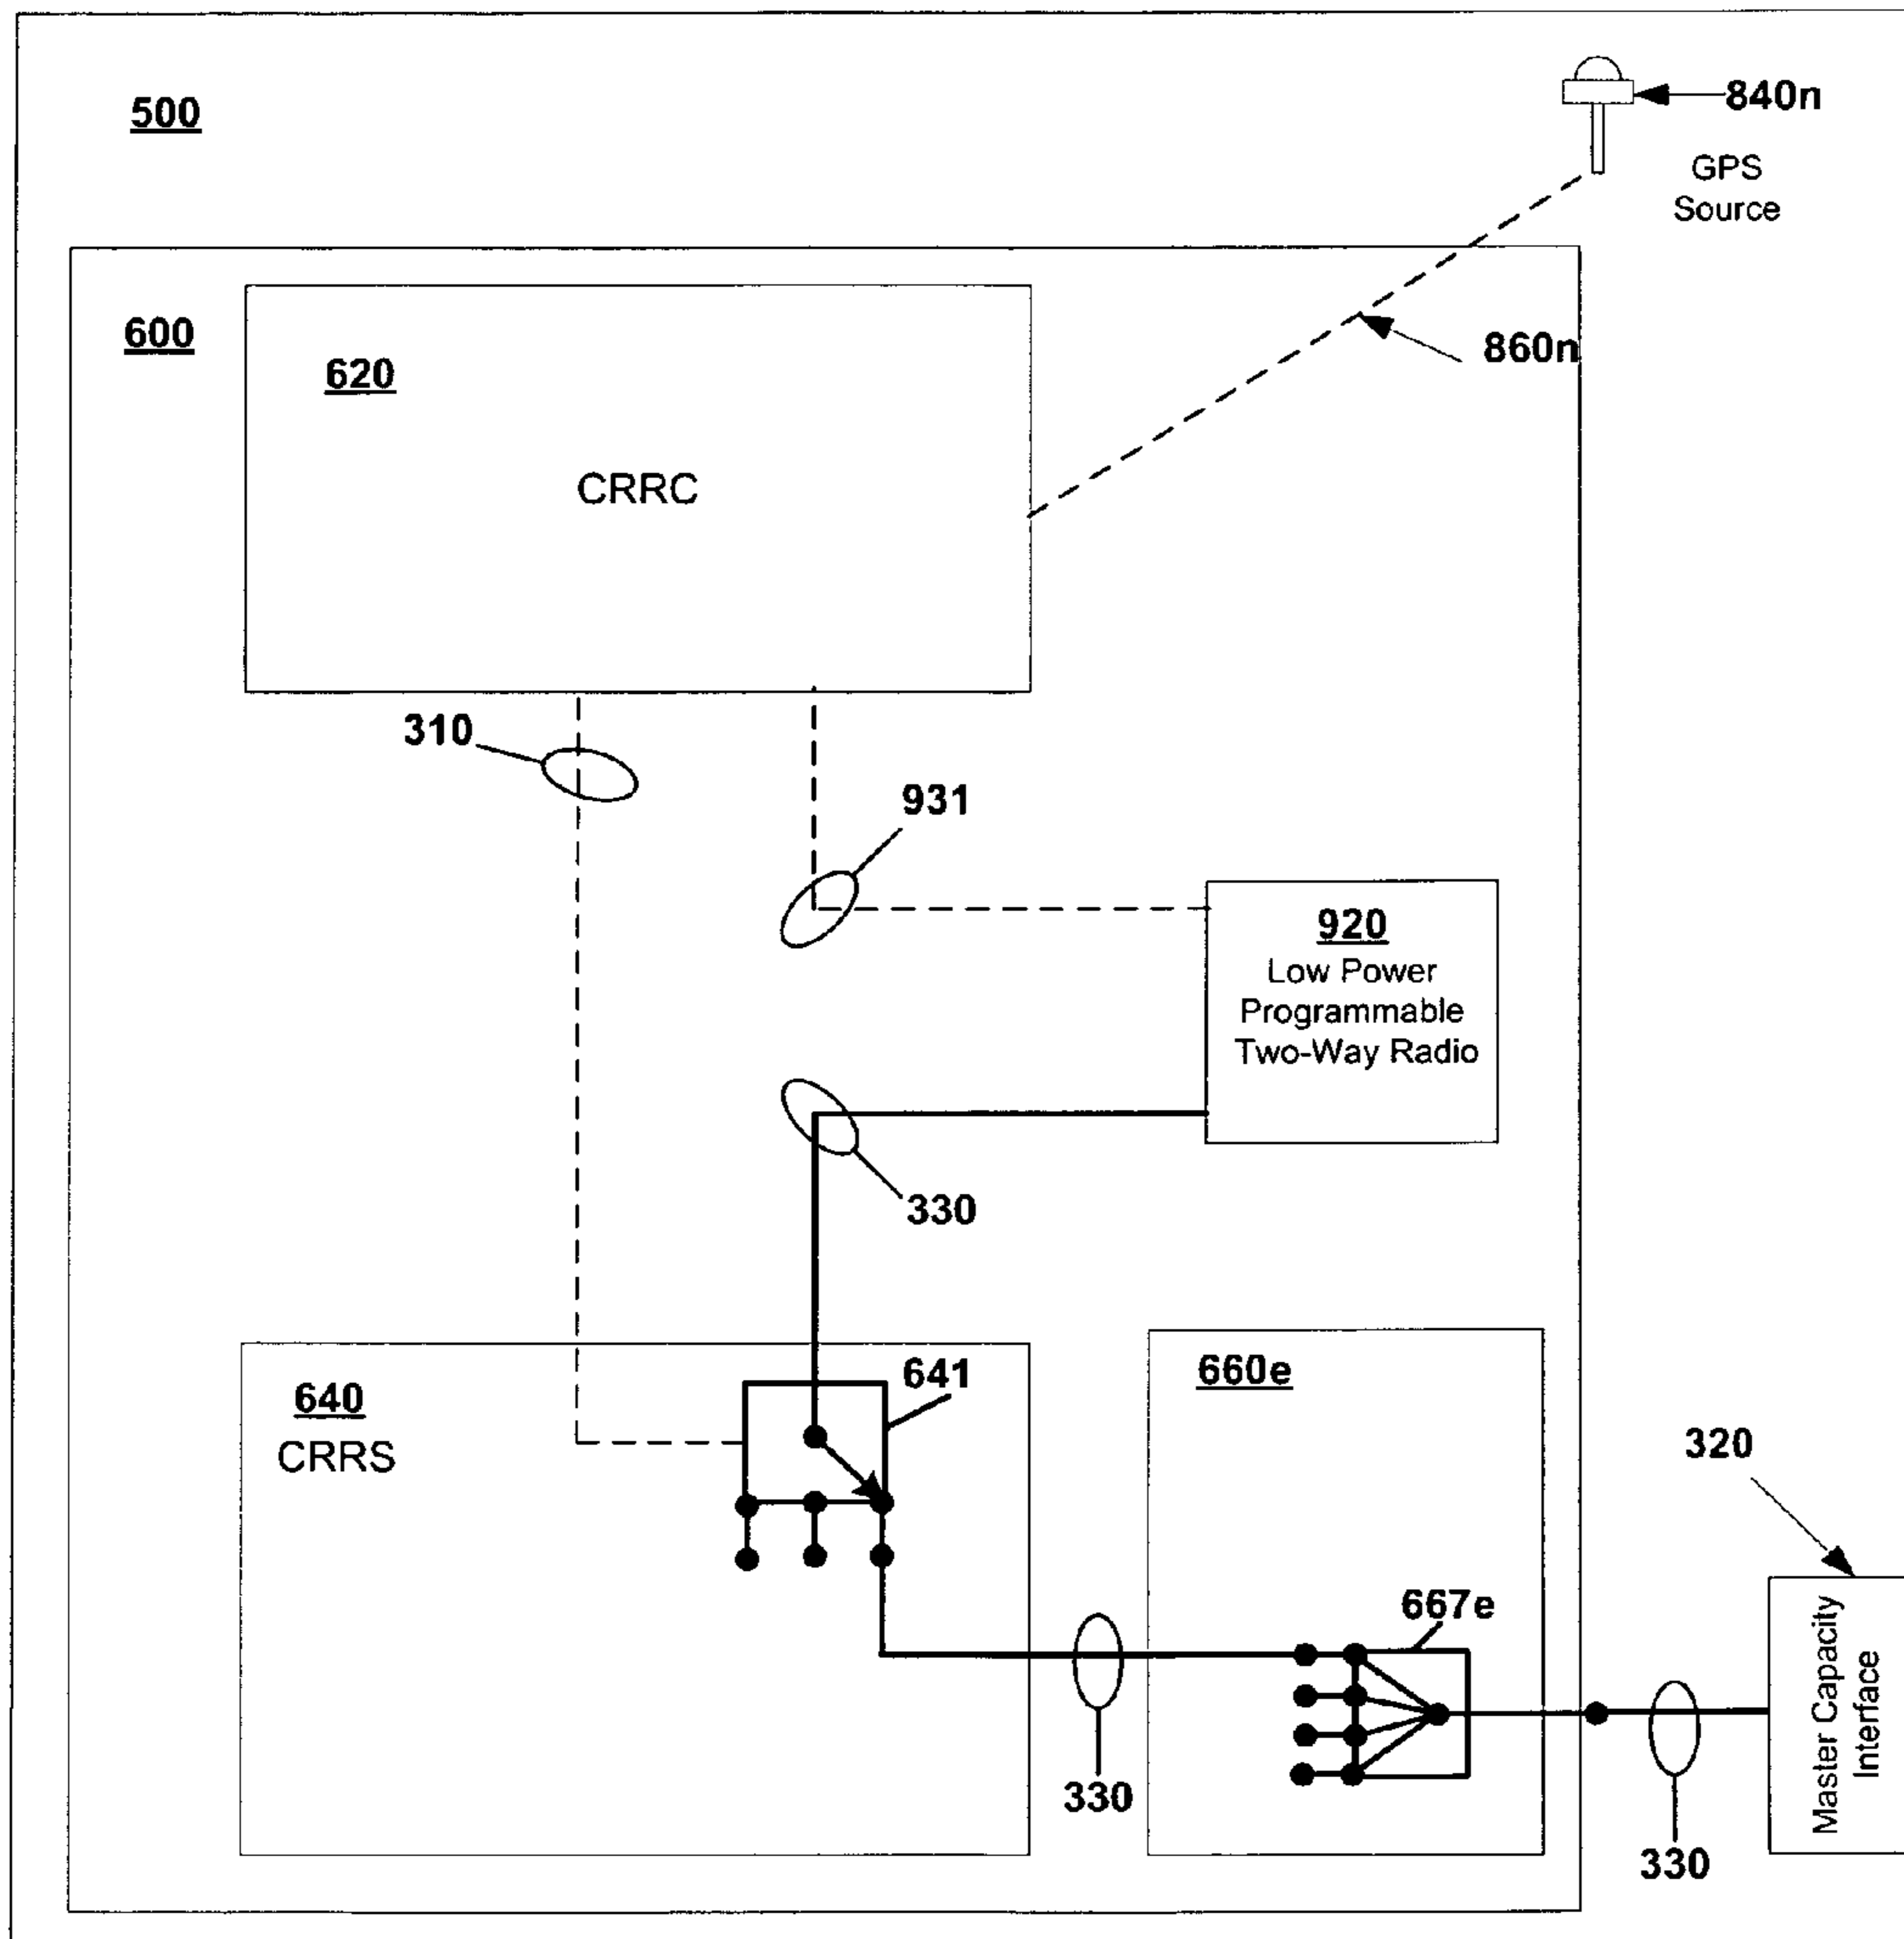 500
840n
GPS
Source
600
620
860n
CRRC
310
931
920
Low Power
Programmable
Two-Way Radio
330
641
660e
640
CRRS
320
667e
Master Capacity
Interface
330
330